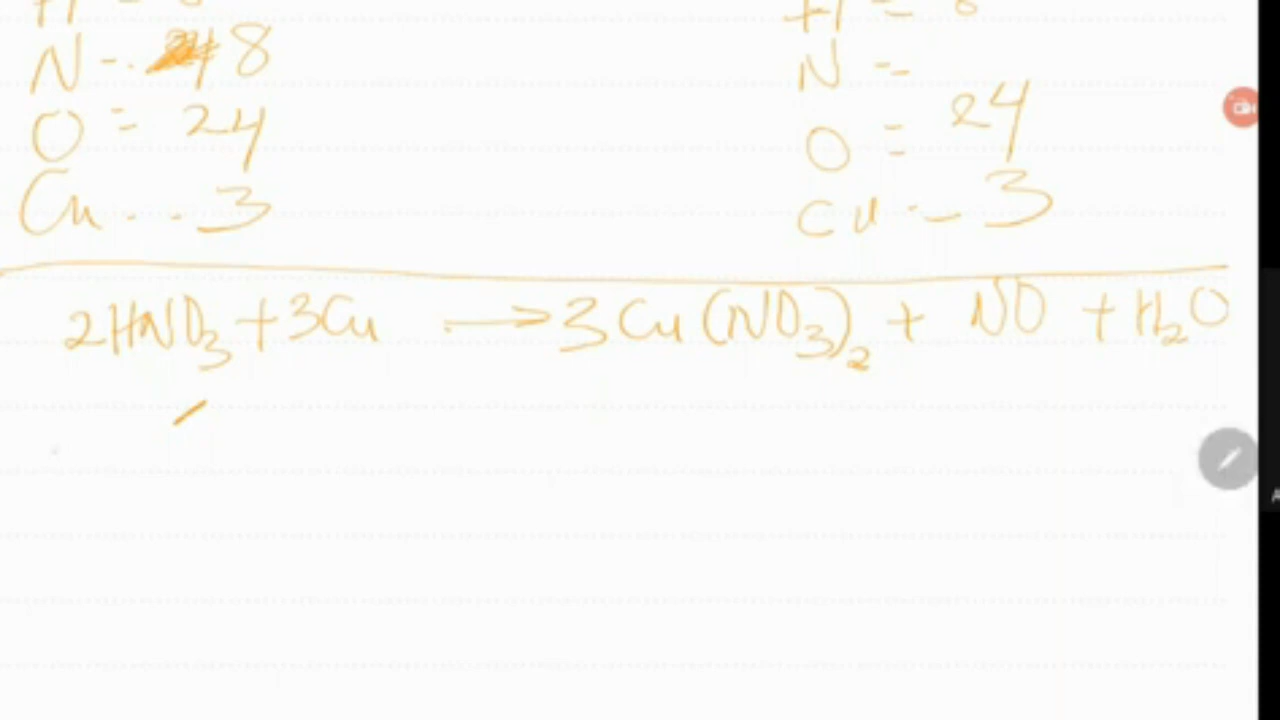 N - 8
N =
O = 24
O = 24
Cu - - 3
Cu - - 3
2HNO₃ + 3Cu → 3Cu(NO₃)₂ + NO + H₂O